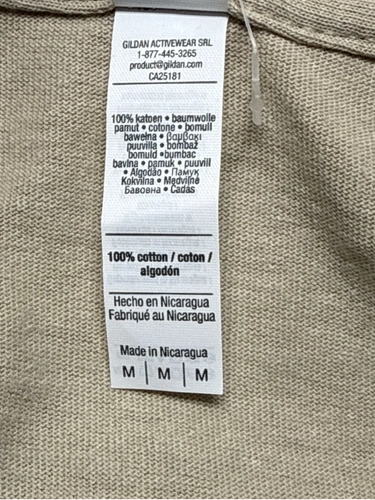 GILDAN ACTIVEWEAR SRL
1-877-445-3265
product@gildan.com
CA25181
100% katoen • baumwolle
pamut • cotone • bomull
bawełna • βαμβακι
puuvilla • bombaž
bomuld • bumbac
bavlna • pamuk • puuvill
• Algodão • Памук
Kokvilna • Medvilnė
Бавовна • Cadás
100% cotton / coton /
algodón
Hecho en Nicaragua
Fabriqué au Nicaragua
Made in Nicaragua
M | M | M